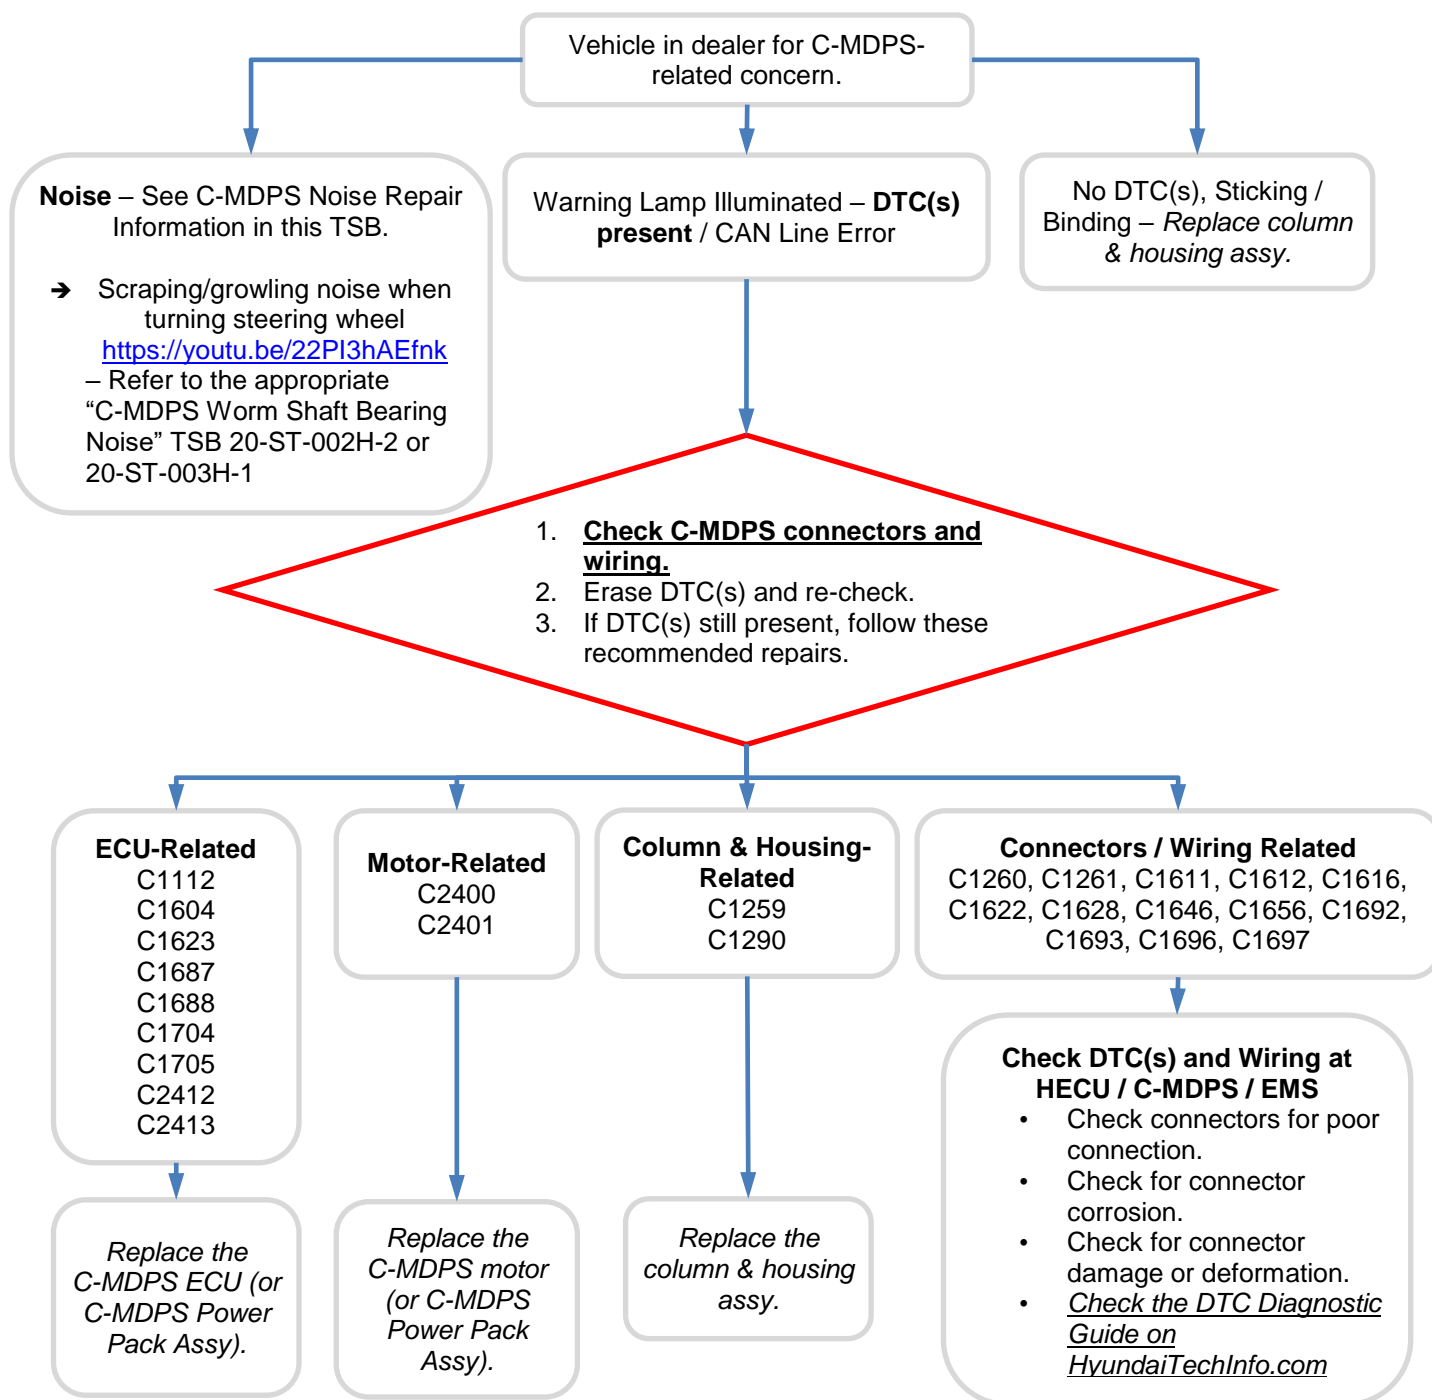 Vehicle in dealer for C-MDPS-
related concern.
Noise – See C-MDPS Noise Repair
Information in this TSB.
➔ Scraping/growling noise when
turning steering wheel
https://youtu.be/22PI3hAEfnk
– Refer to the appropriate
“C-MDPS Worm Shaft Bearing
Noise” TSB 20-ST-002H-2 or
20-ST-003H-1
Warning Lamp Illuminated – DTC(s)
present / CAN Line Error
No DTC(s), Sticking /
Binding – Replace column
& housing assy.
1. Check C-MDPS connectors and
wiring.
2. Erase DTC(s) and re-check.
3. If DTC(s) still present, follow these
recommended repairs.
ECU-Related
C1112
C1604
C1623
C1687
C1688
C1704
C1705
C2412
C2413
Replace the
C-MDPS ECU (or
C-MDPS Power
Pack Assy).
Motor-Related
C2400
C2401
Replace the
C-MDPS motor
(or C-MDPS
Power Pack
Assy).
Column & Housing-
Related
C1259
C1290
Replace the
column & housing
assy.
Connectors / Wiring Related
C1260, C1261, C1611, C1612, C1616,
C1622, C1628, C1646, C1656, C1692,
C1693, C1696, C1697
Check DTC(s) and Wiring at
HECU / C-MDPS / EMS
• Check connectors for poor
connection.
• Check for connector
corrosion.
• Check for connector
damage or deformation.
• Check the DTC Diagnostic
Guide on
HyundaiTechInfo.com